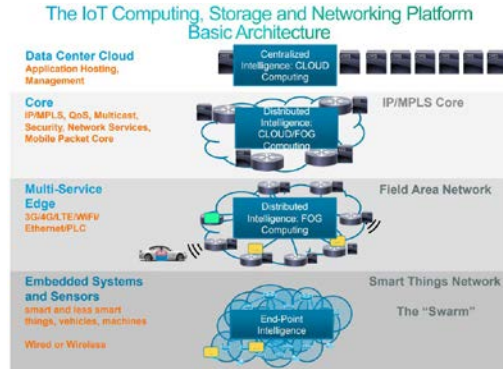 The IoT Computing, Storage and Networking Platform
Basic Architecture
Data Center Cloud
Application Hosting,
Management
Centralized
Intelligence: CLOUD
Computing
Core
IP/MPLS, QoS, Multicast,
Security, Network Services,
Mobile Packet Core
Distributed
Intelligence:
CLOUD/FOG
Computing
IP/MPLS Core
Multi-Service
Edge
3G/4G/LTE/WiFi/
Ethernet/PLC
Distributed
Intelligence: FOG
Computing
Field Area Network
Embedded Systems
and Sensors
smart and less smart
things, vehicles, machines
Wired or Wireless
End-Point
Intelligence
Smart Things Network
The “Swarm”